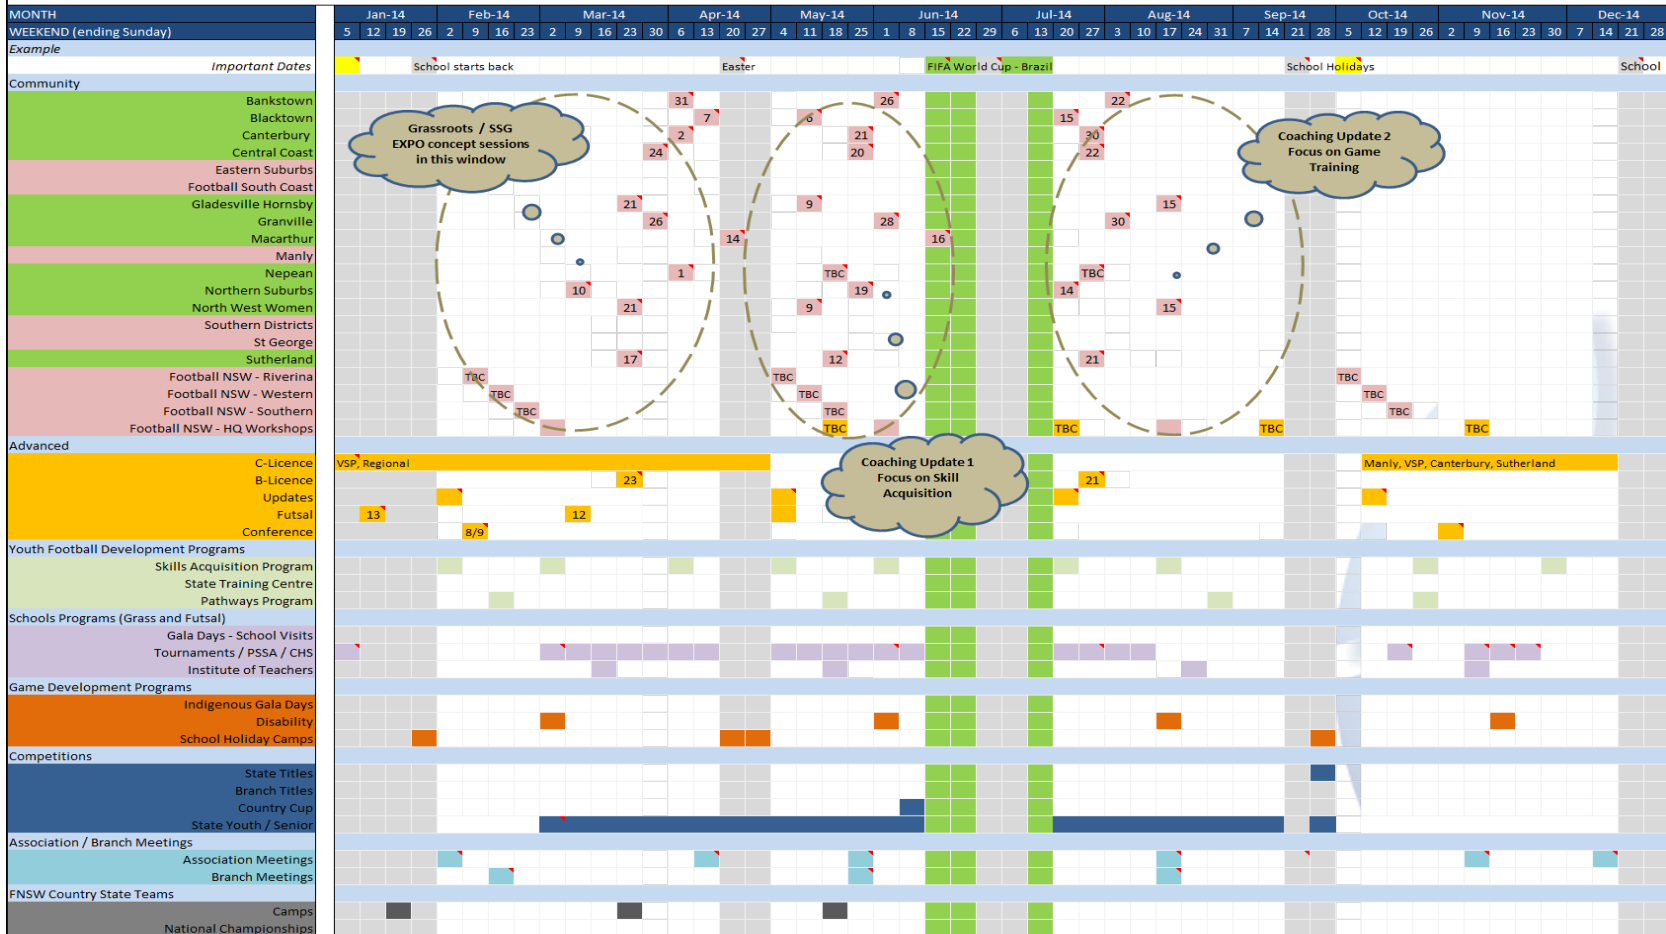 MONTH Jan-14 Feb-14 Mar-14 Apr-14 May-14 Jun-14 Jul-14 Aug-14 Sep-14 Oct-14 Nov-14 Dec-14
WEEKEND (ending Sunday) 5 12 19 26 2 9 16 23 2 9 16 23 30 6 13 20 27 4 11 18 25 1 8 15 22 29 6 13 20 27 3 10 17 24 31 7 14 21 28 5 12 19 26 2 9 16 23 30 7 14 21 28
Example
Important Dates School starts back Easter FIFA World Cup - Brazil School Holidays School
Community
Bankstown 31 26 22
Blacktown 7 6 15
Canterbury 2 21 30
Central Coast 24 20 22
Grassroots / SSG
EXPO concept sessions
in this window
Coaching Update 2
Focus on Game
Training
Eastern Suburbs
Football South Coast
Gladesville Hornsby 21 9 15
Granville 26 28 30
Macarthur 14 16
Manly
Nepean 1 TBC TBC
Northern Suburbs 10 19 14
North West Women 21 9 15
Southern Districts
St George
Sutherland 17 12 21
Football NSW - Riverina TBC TBC TBC
Football NSW - Western TBC TBC TBC
Football NSW - Southern TBC TBC TBC
Football NSW - HQ Workshops TBC TBC TBC TBC
Advanced
C-Licence VSP, Regional Manly, VSP, Canterbury, Sutherland
Coaching Update 1
Focus on Skill
Acquisition
B-Licence 23 21
Updates
Futsal 13 12
Conference 8/9
Youth Football Development Programs
Skills Acquisition Program
State Training Centre
Pathways Program
Schools Programs (Grass and Futsal)
Gala Days - School Visits
Tournaments / PSSA / CHS
Institute of Teachers
Game Development Programs
Indigenous Gala Days
Disability
School Holiday Camps
Competitions
State Titles
Branch Titles
Country Cup
State Youth / Senior
Association / Branch Meetings
Association Meetings
Branch Meetings
FNSW Country State Teams
Camps
National Championships